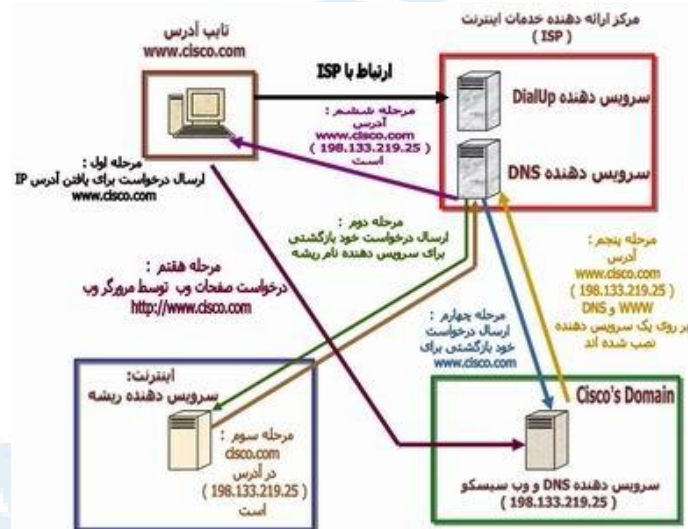 تایپ آدرس
www.cisco.com
مرکز ارائه دهنده خدمات اینترنت
( ISP )
ارتباط با ISP
سرویس دهنده DialUp
سرویس دهنده DNS
مرحله ششم :
آدرس
www.cisco.com
( 198.133.219.25 )
است
مرحله اول :
ارسال درخواست برای یافتن آدرس IP
www.cisco.com
مرحله دوم :
ارسال درخواست خود بازگشتی
برای سرویس دهنده نام ریشه
مرحله پنجم :
آدرس
www.cisco.com
( 198.133.219.25 )
WWW و DNS
بر روی یک سرویس دهنده
نصب شده اند
مرحله هفتم :
درخواست صفحات وب توسط مرورگر وب
http://www.cisco.com
مرحله چهارم :
ارسال درخواست
خود بازگشتی برای
www.cisco.com
اینترنت:
سرویس دهنده ریشه
مرحله سوم :
cisco.com
در آدرس
( 198.133.219.25 )
است
Cisco's Domain
سرویس دهنده DNS و وب سیسکو
( 198.133.219.25 )